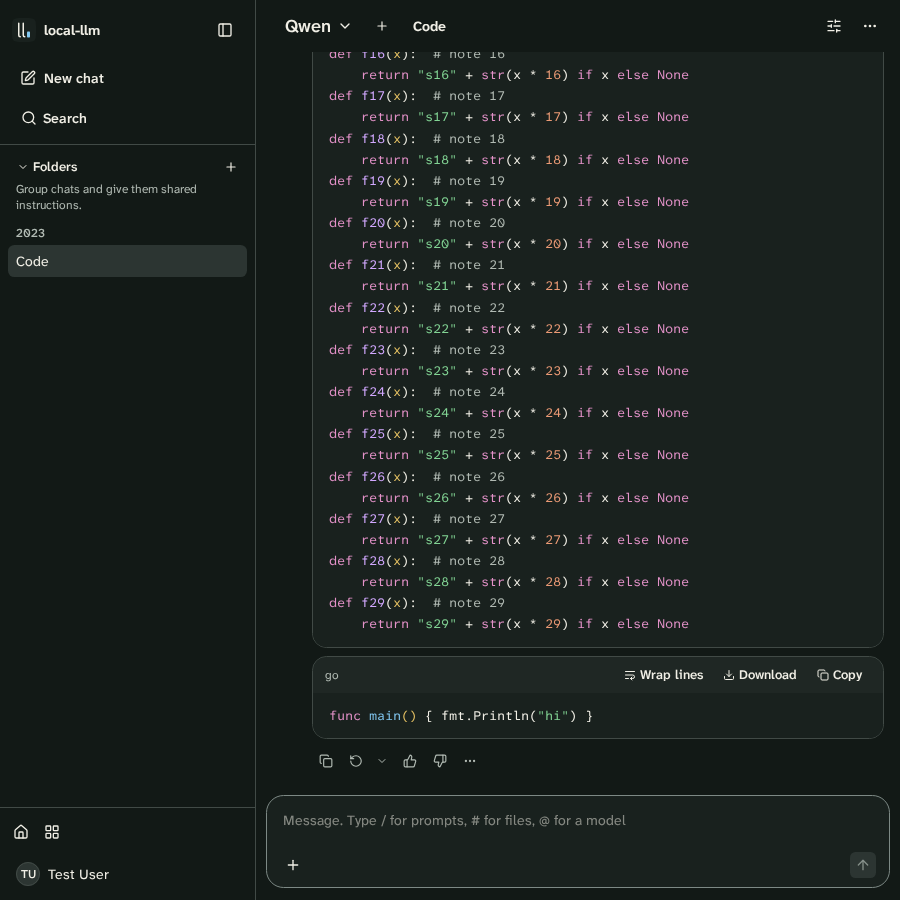 local-llm
New chat
Search
Folders
Group chats and give them shared
instructions.
2023
Code
Test User
TU
Qwen
Code
def f16(x):  # note 16
    return "s16" + str(x * 16) if x else None
def f17(x):  # note 17
    return "s17" + str(x * 17) if x else None
def f18(x):  # note 18
    return "s18" + str(x * 18) if x else None
def f19(x):  # note 19
    return "s19" + str(x * 19) if x else None
def f20(x):  # note 20
    return "s20" + str(x * 20) if x else None
def f21(x):  # note 21
    return "s21" + str(x * 21) if x else None
def f22(x):  # note 22
    return "s22" + str(x * 22) if x else None
def f23(x):  # note 23
    return "s23" + str(x * 23) if x else None
def f24(x):  # note 24
    return "s24" + str(x * 24) if x else None
def f25(x):  # note 25
    return "s25" + str(x * 25) if x else None
def f26(x):  # note 26
    return "s26" + str(x * 26) if x else None
def f27(x):  # note 27
    return "s27" + str(x * 27) if x else None
def f28(x):  # note 28
    return "s28" + str(x * 28) if x else None
def f29(x):  # note 29
    return "s29" + str(x * 29) if x else None
go
Wrap lines
Download
Copy
func main() { fmt.Println("hi") }
Message. Type / for prompts, # for files, @ for a model